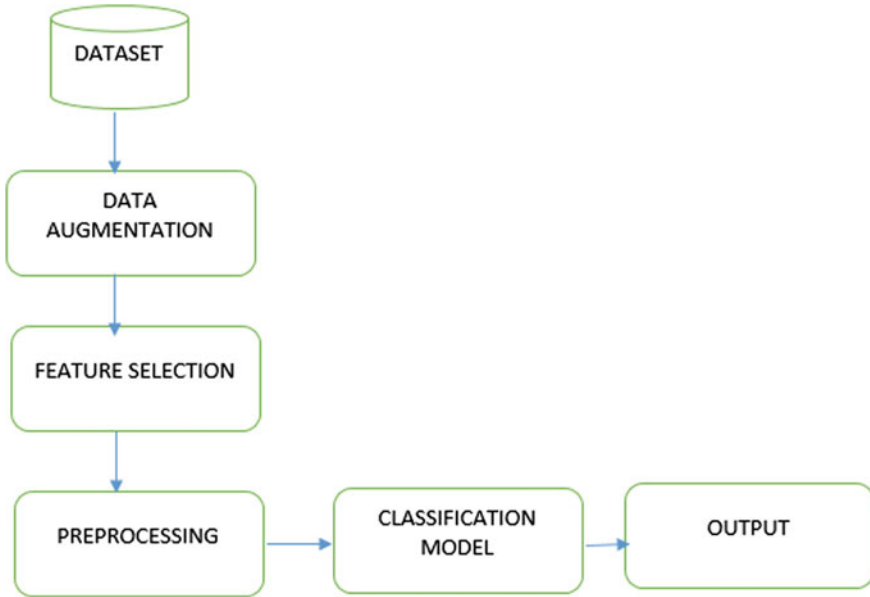 DATASET
DATA
AUGMENTATION
FEATURE SELECTION
PREPROCESSING
CLASSIFICATION
MODEL
OUTPUT